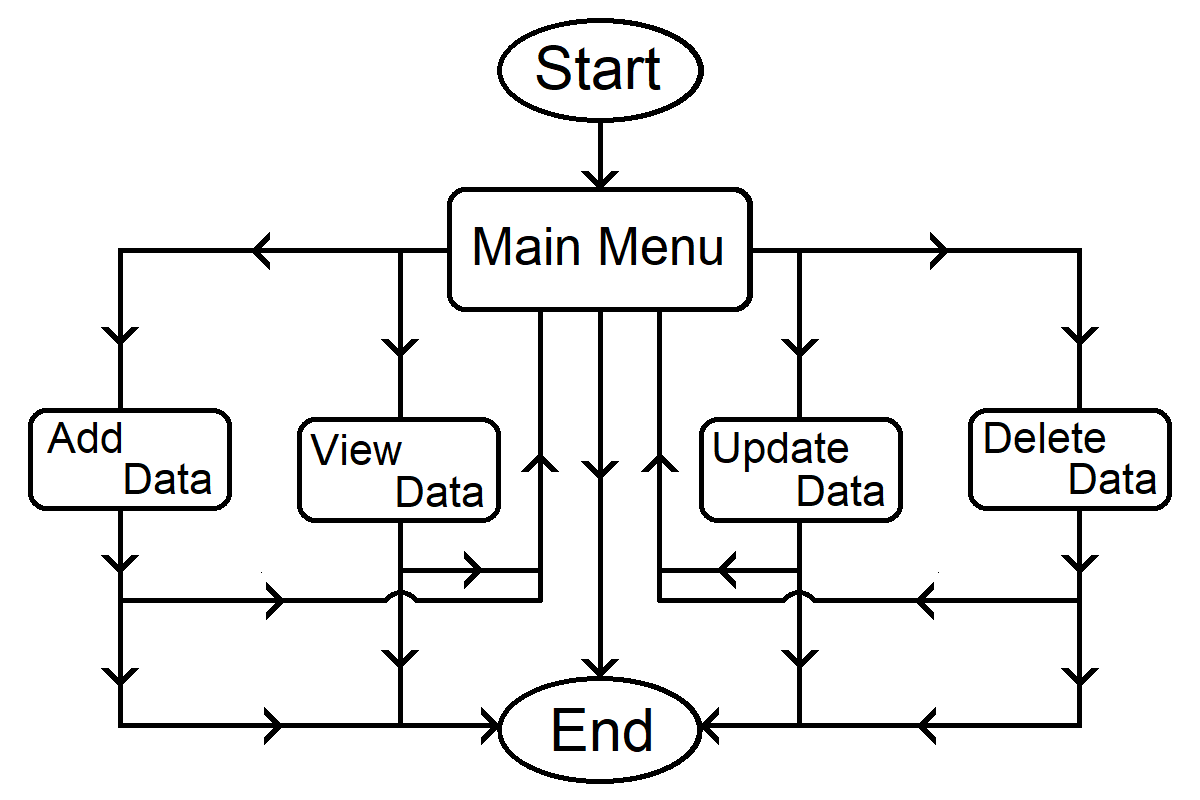 Start
Main Menu
Add
Data
View
Data
Update
Data
Delete
Data
End